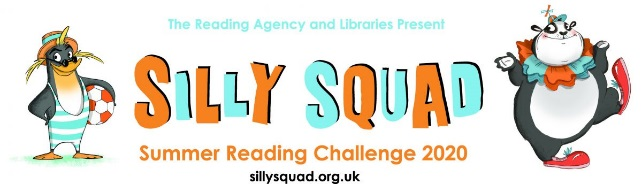 The Reading Agency and Libraries Present
SILLY SQUAD
Summer Reading Challenge 2020
sillysquad.org.uk